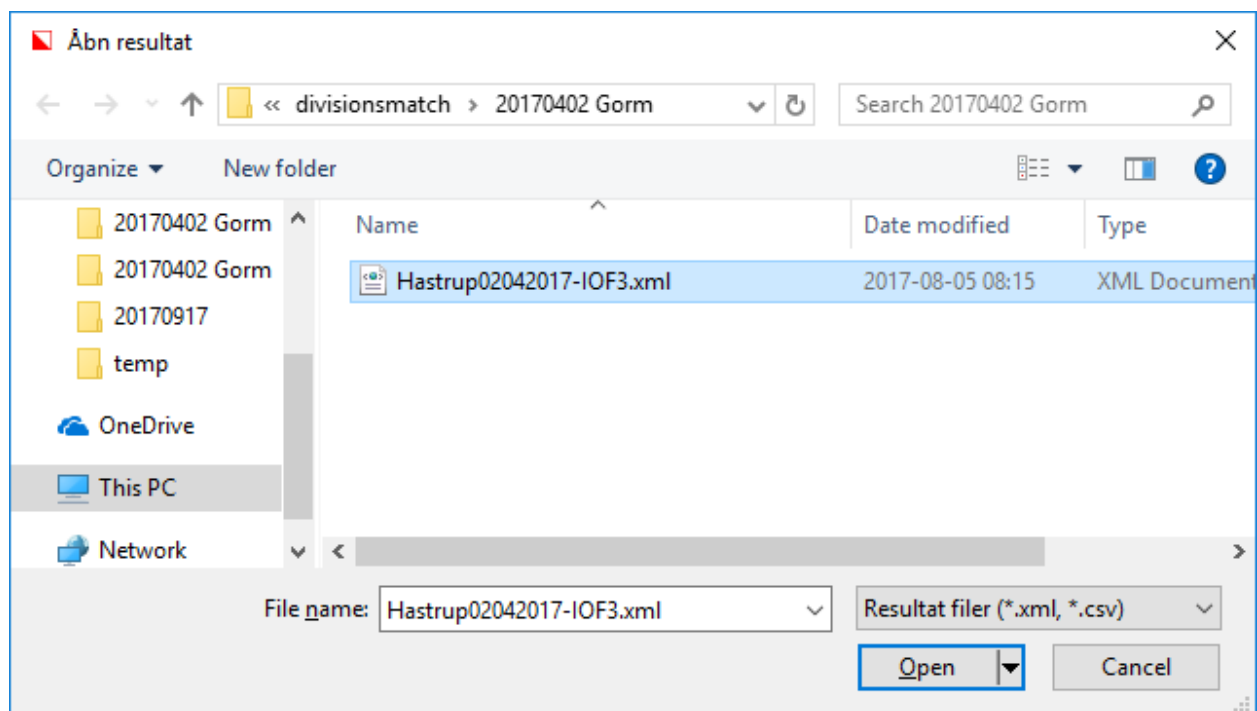 Åbn resultat
« divisionsmatch › 20170402 Gorm
Search 20170402 Gorm
Organize
New folder
20170402 Gorm
20170402 Gorm
20170917
temp
OneDrive
This PC
Network
Name
Date modified
Type
Hastrup02042017-IOF3.xml
2017-08-05 08:15
XML Document
File name:
Hastrup02042017-IOF3.xml
Resultat filer (*.xml, *.csv)
Open
Cancel